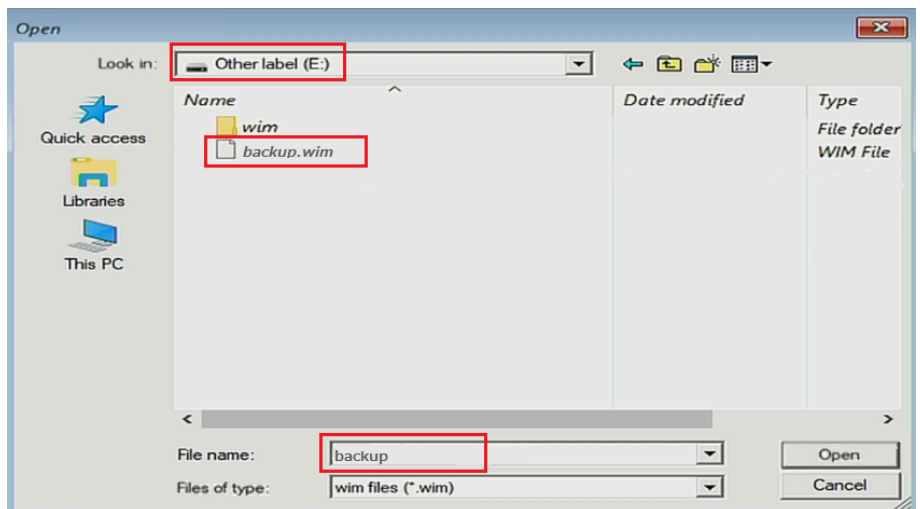 Open
Look in: Other label (E:)
Name Date modified Type
wim File folder
backup.wim WIM File
Quick access
Libraries
This PC
File name: backup Open
Files of type: wim files (*.wim) Cancel